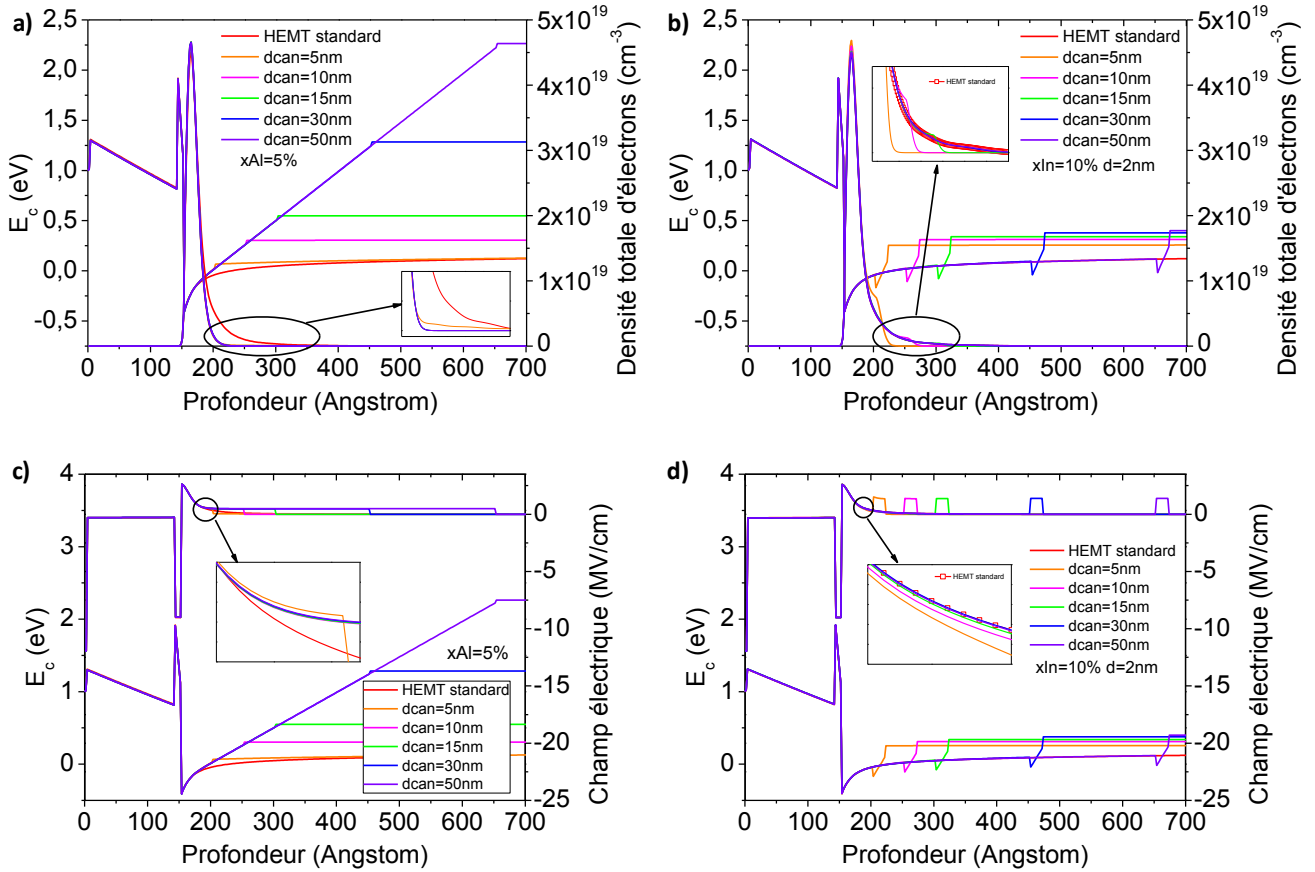 a)
2,5
2,0
1,5
1,0
0,5
0,0
-0,5
E_c (eV)
HEMT standard
dcan=5nm
dcan=10nm
dcan=15nm
dcan=30nm
dcan=50nm
xAl=5%
5x10^19
4x10^19
3x10^19
2x10^19
1x10^19
0
Densité totale d'électrons (cm^-3)
0 100 200 300 400 500 600 700
Profondeur (Angstrom)
b)
2,5
2,0
1,5
1,0
0,5
0,0
-0,5
E_c (eV)
HEMT standard
HEMT standard
dcan=5nm
dcan=10nm
dcan=15nm
dcan=30nm
dcan=50nm
xIn=10% d=2nm
5x10^19
4x10^19
3x10^19
2x10^19
1x10^19
0
Densité totale d'électrons (cm^-3)
0 100 200 300 400 500 600 700
Profondeur (Angstrom)
c)
4
3
2
1
0
E_c (eV)
xAl=5%
HEMT standard
dcan=5nm
dcan=10nm
dcan=15nm
dcan=30nm
dcan=50nm
0
-5
-10
-15
-20
-25
Champ électrique (MV/cm)
0 100 200 300 400 500 600 700
Profondeur (Angstom)
d)
4
3
2
1
0
E_c (eV)
HEMT standard
HEMT standard
dcan=5nm
dcan=10nm
dcan=15nm
dcan=30nm
dcan=50nm
xIn=10% d=2nm
0
-5
-10
-15
-20
-25
Champ électrique (MV/cm)
0 100 200 300 400 500 600 700
Profondeur (Angstrom)